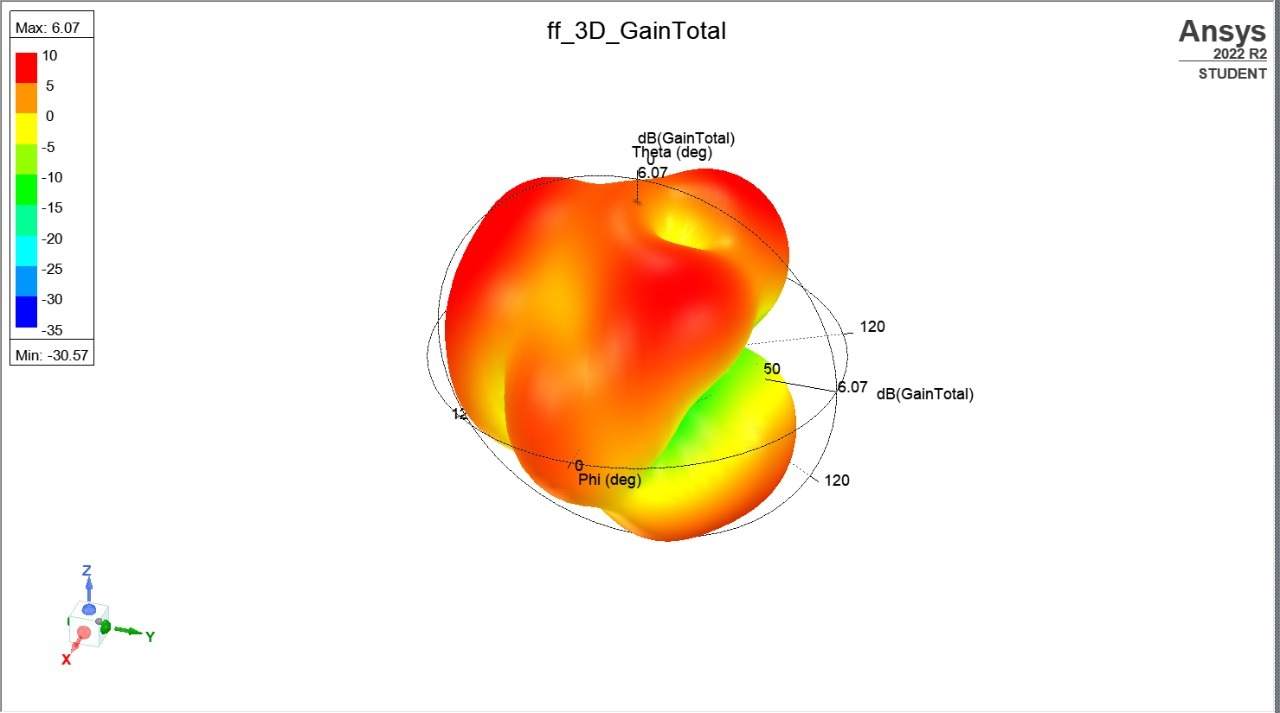 ff_3D_GainTotal
Ansys
2022 R2
STUDENT
Max: 6.07
10
5
0
-5
-10
-15
-20
-25
-30
-35
Min: -30.57
dB(GainTotal)
Theta (deg)
0
6.07
120
50
6.07
dB(GainTotal)
12
0
Phi (deg)
120
Z
Y
X